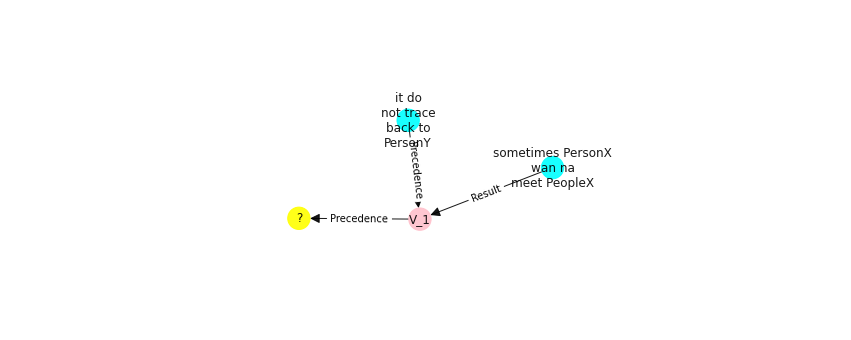 it do
not trace
back to
PersonY
Precedence
sometimes PersonX
wan na
meet PeopleX
Result
? Precedence V_1